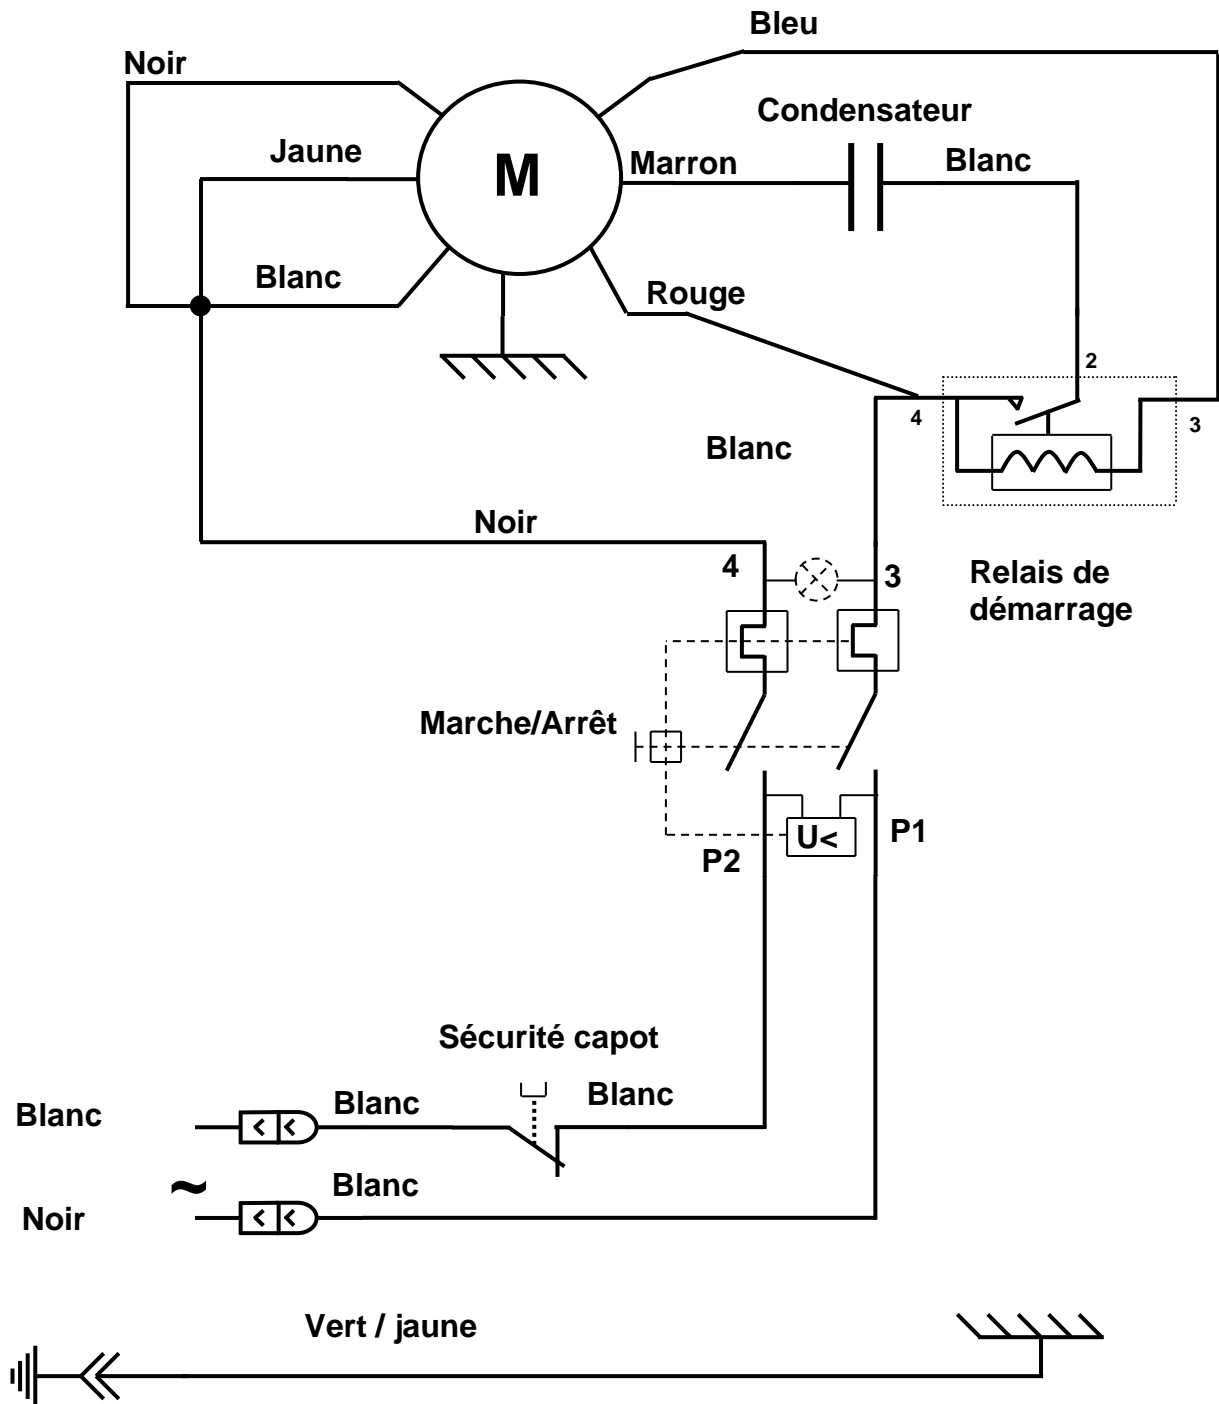 Bleu
Noir
Condensateur
Jaune
M
Marron
Blanc
Blanc
Rouge
2
4
3
Blanc
Noir
4
3
Relais de
démarrage
Marche/Arrêt
U<
P1
P2
Sécurité capot
Blanc
Blanc
Blanc
~
Blanc
Noir
Vert / jaune